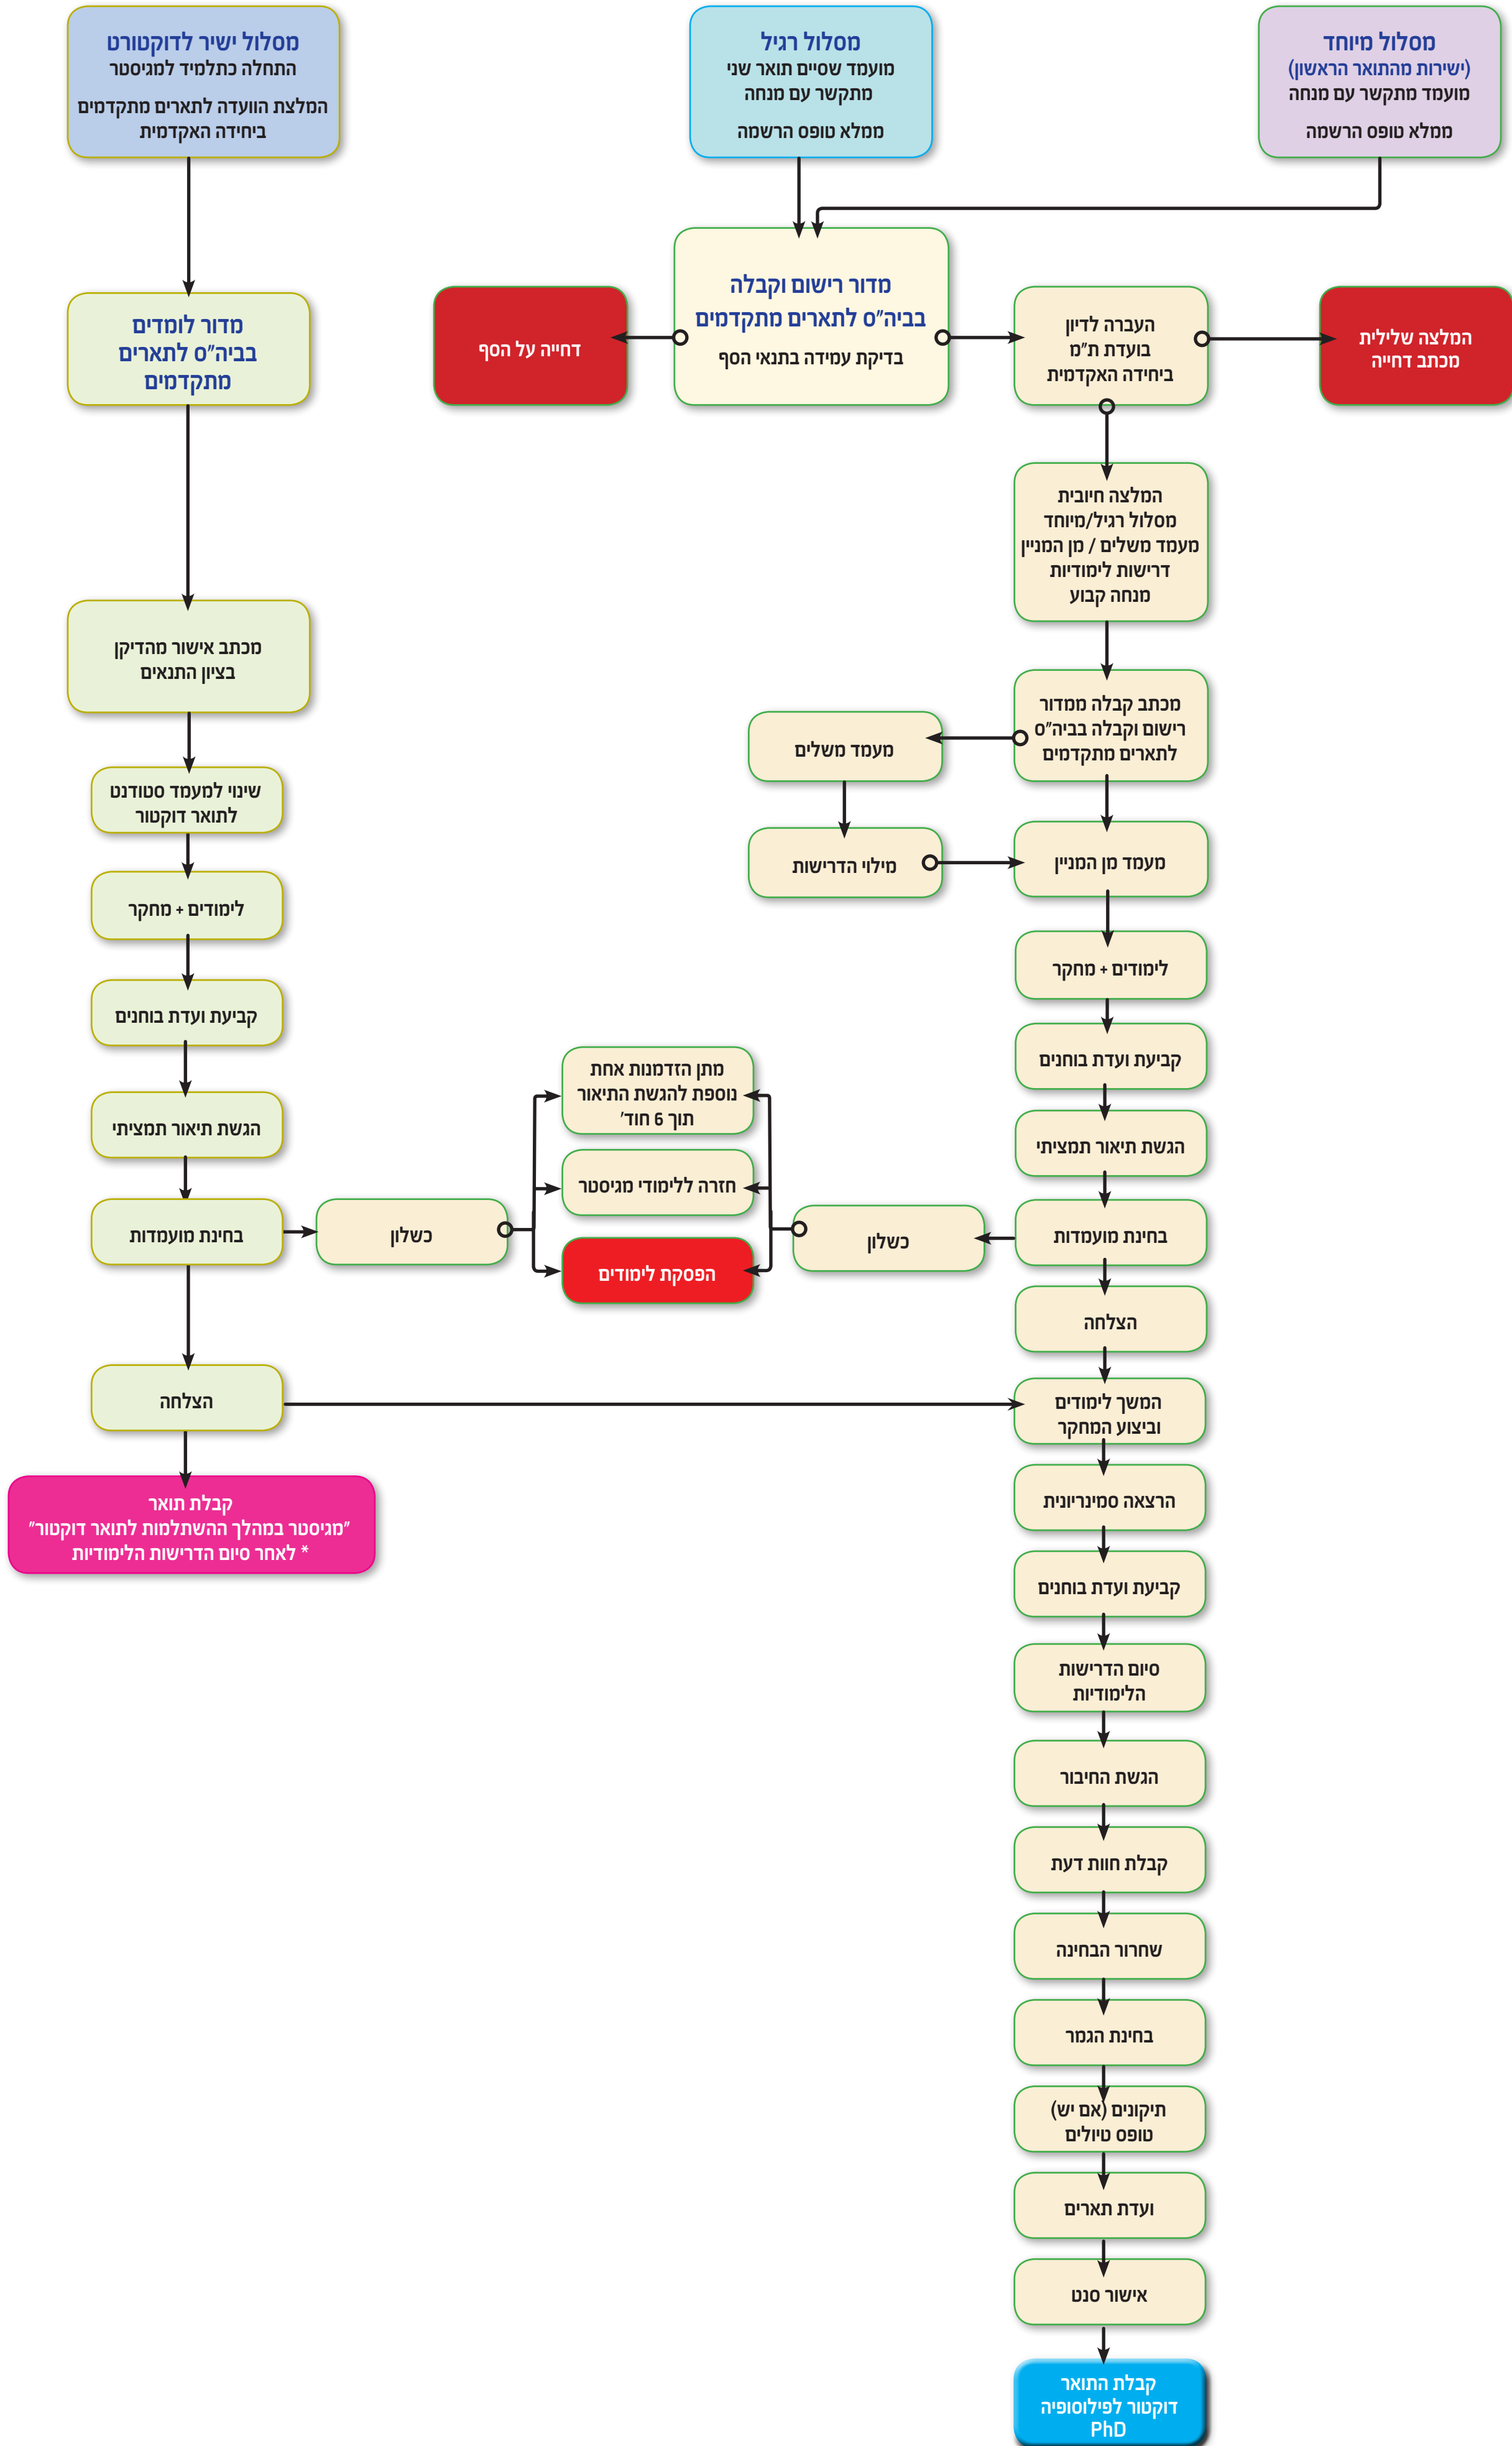 מסלול מיוחד
(ישירות מהתואר הראשון)
מועמד מתקשר עם מנחה
ממלא טופס הרשמה
מסלול רגיל
מועמד שסיים תואר שני
מתקשר עם מנחה
ממלא טופס הרשמה
מסלול ישיר לדוקטורט
התחלה כתלמיד למגיסטר
המלצת הוועדה לתארים מתקדמים
ביחידה האקדמית
המלצה שלילית
מכתב דחייה
העברה לדיון
בועדת ת"מ
ביחידה האקדמית
מדור רישום וקבלה
בביה"ס לתארים מתקדמים
בדיקת עמידה בתנאי הסף
דחייה על הסף
מדור לומדים
בביה"ס לתארים
מתקדמים
המלצה חיובית
מסלול רגיל/מיוחד
מעמד משלים / מן המניין
דרישות לימודיות
מנחה קבוע
מכתב קבלה ממדור
רישום וקבלה בביה"ס
לתארים מתקדמים
מעמד משלים
מילוי הדרישות
מעמד מן המניין
לימודים + מחקר
קביעת ועדת בוחנים
הגשת תיאור תמציתי
בחינת מועמדות
כשלון
מתן הזדמנות אחת
נוספת להגשת התיאור
תוך 6 חוד'
חזרה ללימודי מגיסטר
הפסקת לימודים
הצלחה
המשך לימודים
וביצוע המחקר
הרצאה סמינריונית
קביעת ועדת בוחנים
סיום הדרישות
הלימודיות
הגשת החיבור
קבלת חוות דעת
שחרור הבחינה
בחינת הגמר
תיקונים (אם יש)
טופס טיולים
ועדת תארים
אישור סנט
קבלת התואר
דוקטור לפילוסופיה
PhD
מכתב אישור מהדיקן
בציון התנאים
שינוי למעמד סטודנט
לתואר דוקטור
לימודים + מחקר
קביעת ועדת בוחנים
הגשת תיאור תמציתי
בחינת מועמדות
כשלון
הצלחה
קבלת תואר
"מגיסטר במהלך ההשתלמות לתואר דוקטור"
* לאחר סיום הדרישות הלימודיות